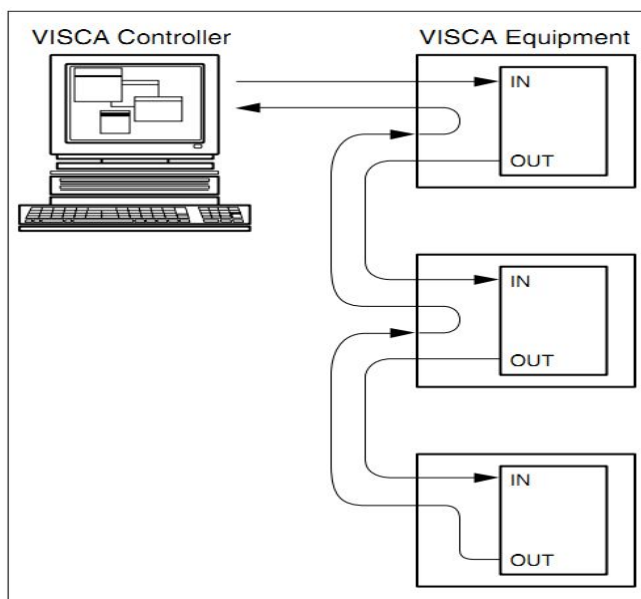 VISCA Controller
VISCA Equipment
IN
OUT
IN
OUT
IN
OUT